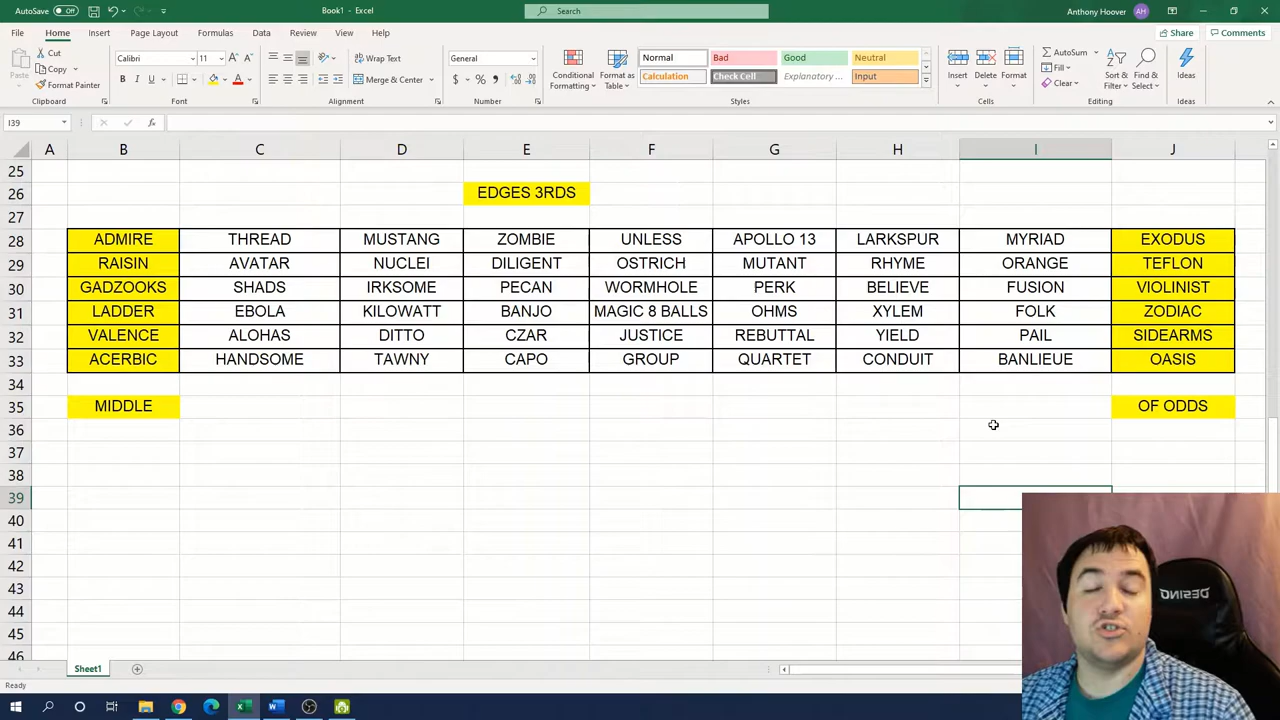 AutoSave Off Book1 - Excel Search Anthony Hoover AH
File Home Insert Page Layout Formulas Data Review View Help Share Comments
Cut Calibri 11 Wrap Text General Normal Bad Good Neutral AutoSum
Copy Fill
Paste Format Painter B I U Merge & Center $ % Conditional Formatting Format as Table Calculation Check Cell Explanatory ... Input Insert Delete Format Clear Sort & Filter Find & Select Ideas
Clipboard Font Alignment Number Styles Cells Editing Ideas
I39 fx
A B C D E F G H I J
25
26 EDGES 3RDS
27
28 ADMIRE THREAD MUSTANG ZOMBIE UNLESS APOLLO 13 LARKSPUR MYRIAD EXODUS
29 RAISIN AVATAR NUCLEI DILIGENT OSTRICH MUTANT RHYME ORANGE TEFLON
30 GADZOOKS SHADS IRKSOME PECAN WORMHOLE PERK BELIEVE FUSION VIOLINIST
31 LADDER EBOLA KILOWATT BANJO MAGIC 8 BALLS OHMS XYLEM FOLK ZODIAC
32 VALENCE ALOHAS DITTO CZAR JUSTICE REBUTTAL YIELD PAIL SIDEARMS
33 ACERBIC HANDSOME TAWNY CAPO GROUP QUARTET CONDUIT BANLIEUE OASIS
34
35 MIDDLE OF ODDS
36
37
38
39
40
41
42
43
44
45
46
DESINO
Sheet1
Ready